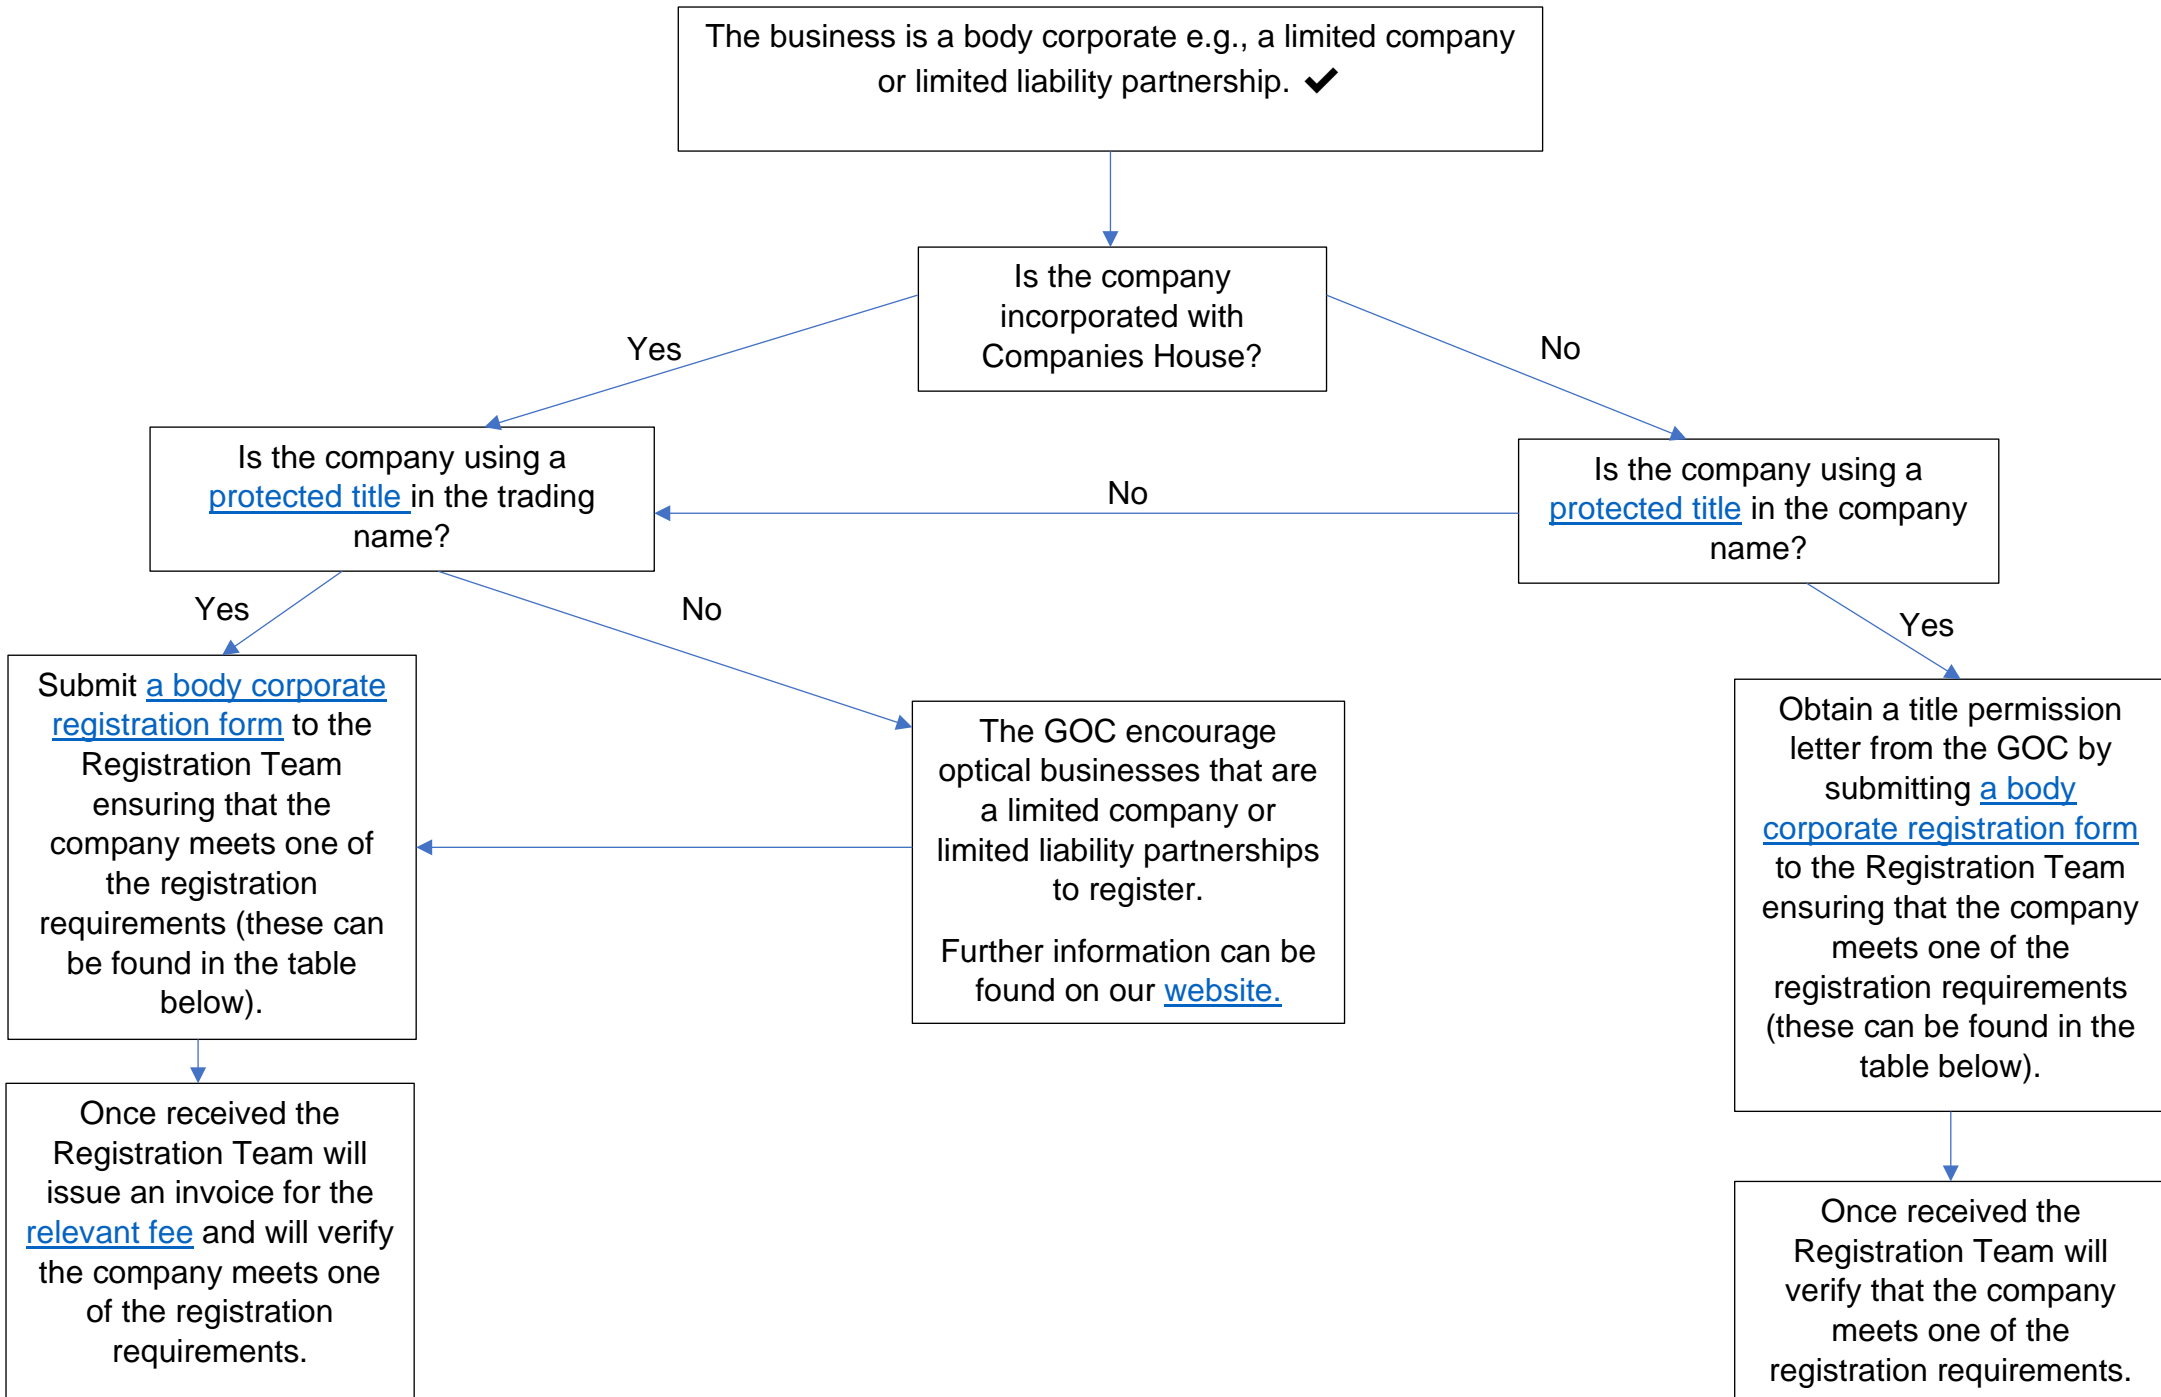 The business is a body corporate e.g., a limited company
or limited liability partnership. ✔
Is the company
incorporated with
Companies House?
Yes
No
Is the company using a
protected title in the trading
name?
No
Is the company using a
protected title in the company
name?
Yes
No
Yes
Submit a body corporate
registration form to the
Registration Team
ensuring that the
company meets one of
the registration
requirements (these can
be found in the table
below).
The GOC encourage
optical businesses that are
a limited company or
limited liability partnerships
to register.
Further information can be
found on our website.
Obtain a title permission
letter from the GOC by
submitting a body
corporate registration form
to the Registration Team
ensuring that the company
meets one of the
registration requirements
(these can be found in the
table below).
Once received the
Registration Team will
issue an invoice for the
relevant fee and will verify
the company meets one
of the registration
requirements.
Once received the
Registration Team will
verify that the company
meets one of the
registration requirements.